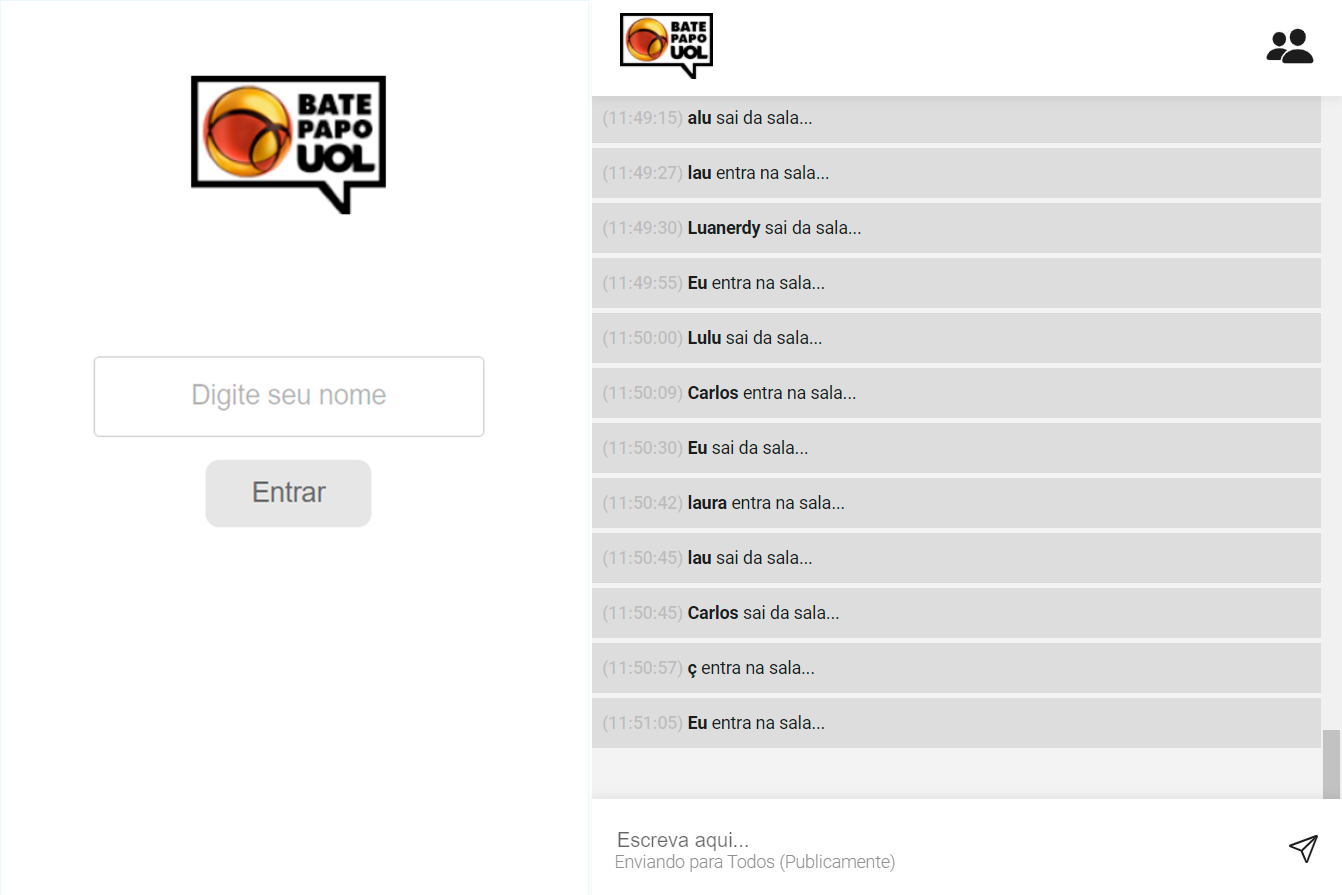 BATE
PAPO
UOL
Digite seu nome
Entrar
BATE
PAPO
UOL
(11:49:15) alu sai da sala...
(11:49:27) lau entra na sala...
(11:49:30) Luanerdy sai da sala...
(11:49:55) Eu entra na sala...
(11:50:00) Lulu sai da sala...
(11:50:09) Carlos entra na sala...
(11:50:30) Eu sai da sala...
(11:50:42) laura entra na sala...
(11:50:45) lau sai da sala...
(11:50:45) Carlos sai da sala...
(11:50:57) ç entra na sala...
(11:51:05) Eu entra na sala...
Escreva aqui...
Enviando para Todos (Publicamente)